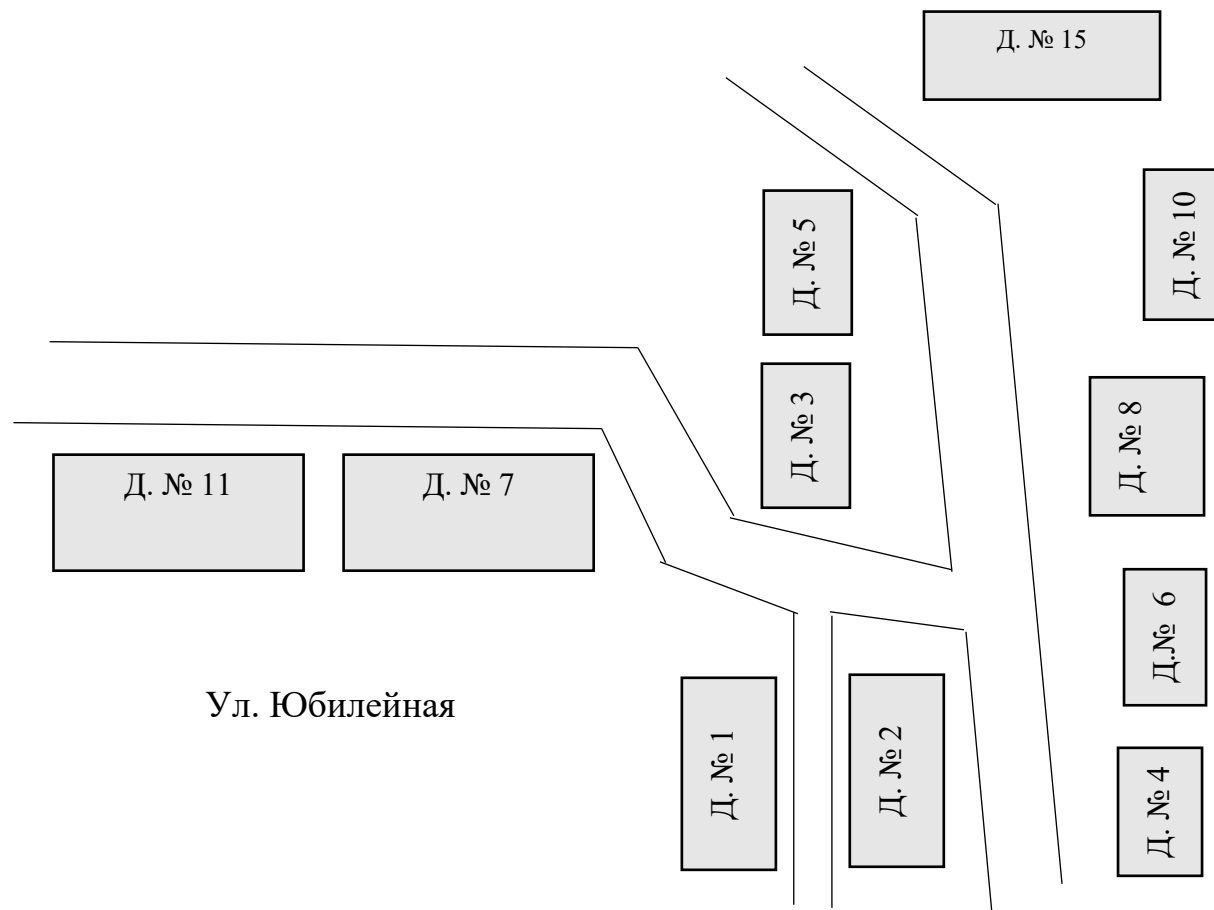 Д. № 15
Д. № 10
Д. № 5
Д. № 3
Д. № 8
Д. № 11
Д. № 7
Д.№ 6
Ул. Юбилейная
Д. № 1
Д. № 2
Д. № 4